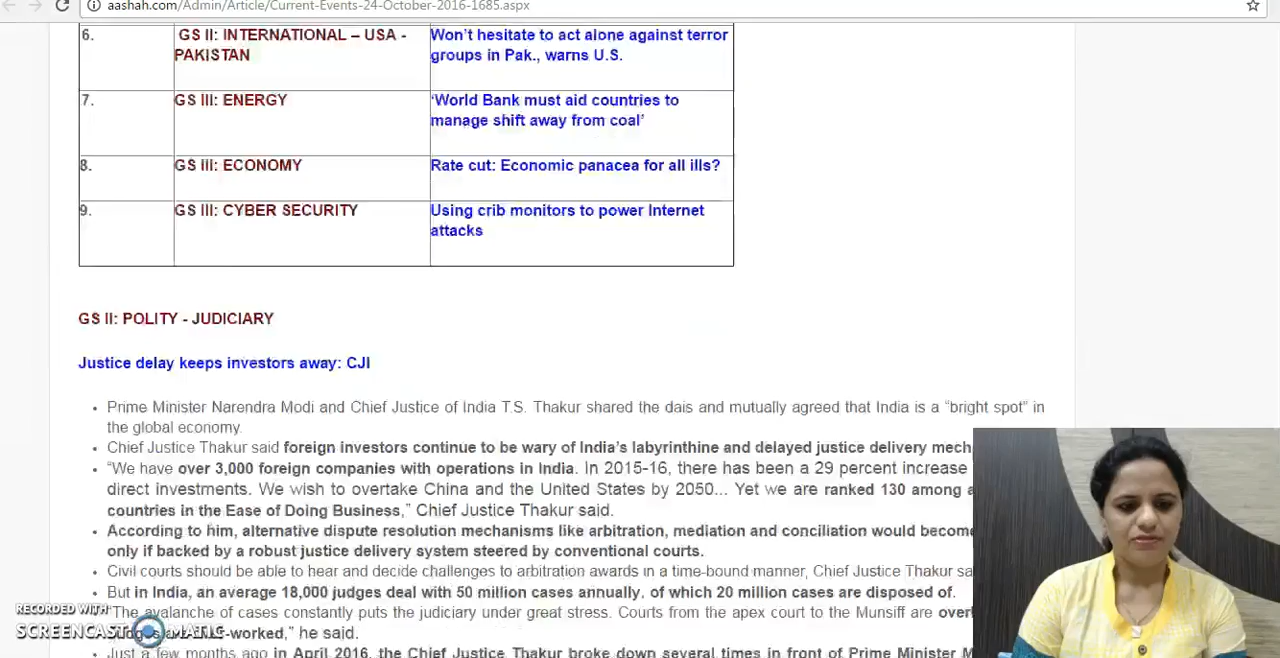 aashah.com/Admin/Article/Current-Events-24-October-2016-1685.aspx
6. GS II: INTERNATIONAL – USA - Won't hesitate to act alone against terror
PAKISTAN groups in Pak., warns U.S.
7. GS III: ENERGY 'World Bank must aid countries to
manage shift away from coal'
8. GS III: ECONOMY Rate cut: Economic panacea for all ills?
9. GS III: CYBER SECURITY Using crib monitors to power Internet
attacks
GS II: POLITY - JUDICIARY
Justice delay keeps investors away: CJI
• Prime Minister Narendra Modi and Chief Justice of India T.S. Thakur shared the dais and mutually agreed that India is a “bright spot” in
the global economy.
• Chief Justice Thakur said foreign investors continue to be wary of India's labyrinthine and delayed justice delivery
• “We have over 3,000 foreign companies with operations in India. In 2015-16, there has been a 29 percent increase
direct investments. We wish to overtake China and the United States by 2050... Yet we are ranked 130 among
countries in the Ease of Doing Business,” Chief Justice Thakur said.
• According to him, alternative dispute resolution mechanisms like arbitration, mediation and conciliation would become
only if backed by a robust justice delivery system steered by conventional courts.
• Civil courts should be able to hear and decide challenges to arbitration awards in a time-bound manner, Chief Justice Thakur
• But in India, an average 18,000 judges deal with 50 million cases annually, of which 20 million cases are disposed of.
• “The avalanche of cases constantly puts the judiciary under great stress. Courts from the apex court to the Munsiff are
-worked,” he said.
• Just a few months ago in April 2016, the Chief Justice Thakur broke down several times in front of Prime Minister
RECORDED WITH
SCREENCAST MATIC